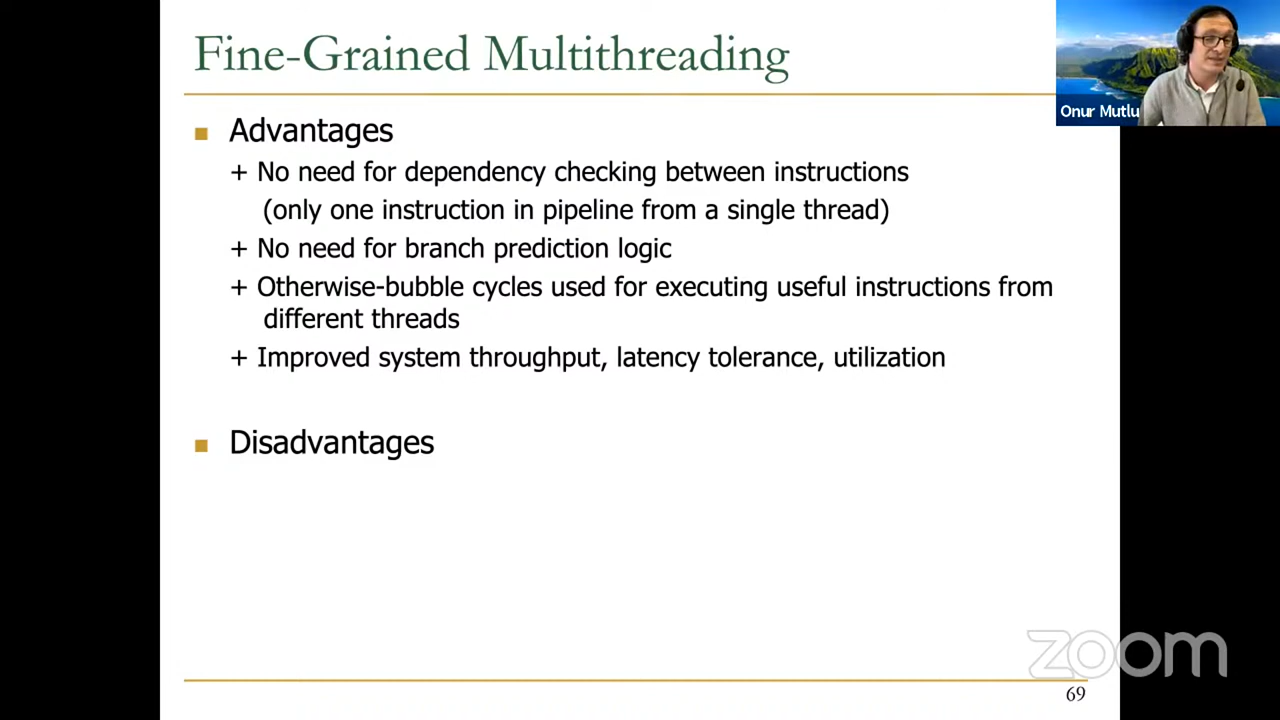 Fine-Grained Multithreading
Onur Mutlu
Advantages
+ No need for dependency checking between instructions
(only one instruction in pipeline from a single thread)
+ No need for branch prediction logic
+ Otherwise-bubble cycles used for executing useful instructions from
different threads
+ Improved system throughput, latency tolerance, utilization
Disadvantages
zoom
69